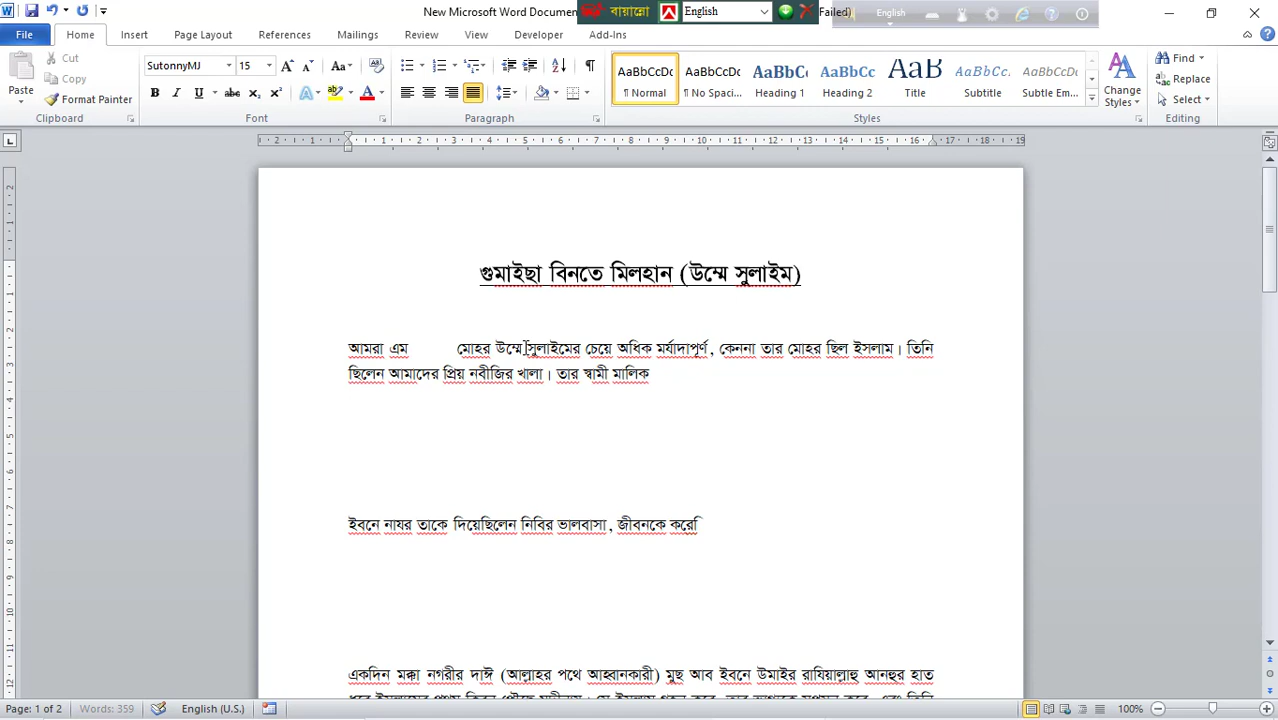 New Microsoft Word Documen
বায়ান্নো
English
Failed)
English
File
Home
Insert
Page Layout
References
Mailings
Review
View
Developer
Add-Ins
Paste
Cut
Copy
Format Painter
Clipboard
SutonnyMJ
15
Font
Paragraph
AaBbCcDc
¶ Normal
AaBbCcDc
¶ No Spaci...
AaBbCc
Heading 1
AaBbCc
Heading 2
AaB
Title
AaBbCcL
Subtitle
AaBbCcDc
Subtle Em...
Change
Styles
Styles
Find
Replace
Select
Editing
গুমাইছা বিনতে মিলহান (উম্মে সুলাইম)
আমরা এম মোহর উম্মে সুলাইমের চেয়ে অধিক মর্যাদাপূর্ণ, কেননা তার মোহর ছিল ইসলাম। তিনি
ছিলেন আমাদের প্রিয় নবীজির খালা। তার স্বামী মালিক
ইবনে নাযর তাকে দিয়েছিলেন নিবির ভালবাসা, জীবনকে করেি
একদিন মক্কা নগরীর দাঈ (আল্লাহর পথে আহ্বানকারী) মুছ আব ইবনে উমাইর রাযিয়াল্লাহু আনহুর হাত
Page: 1 of 2
Words: 359
English (U.S.)
100%